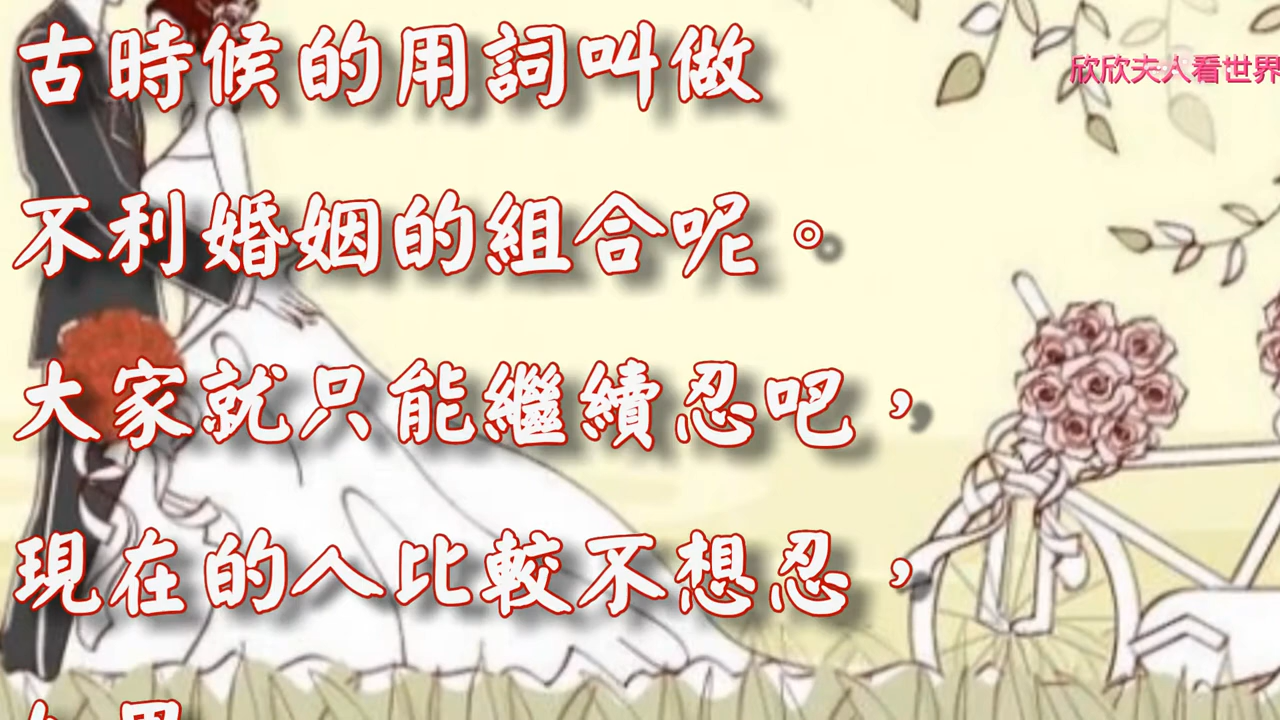 古時候的用詞叫做
欣欣夫人看世界
不利婚姻的組合呢。
大家就只能繼續忍吧，
現在的人比較不想忍，